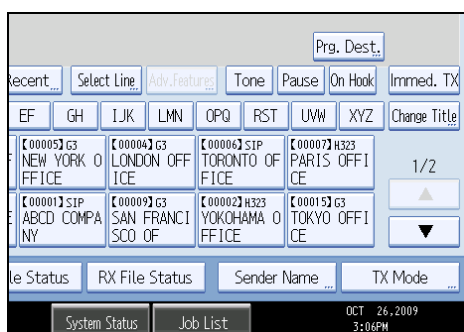 Prg. Dest.
Recent Select Line Adv.Features Tone Pause On Hook Immed. TX
EF GH IJK LMN OPQ RST UVW XYZ Change Title
【00005】G3 【00004】G3 【00006】SIP 【00007】H323
F NEW YORK O LONDON OFF TORONTO OF PARIS OFFI 1/2
FFICE ICE FICE CE
【00001】SIP 【00009】G3 【00002】H323 【00015】G3
E ABCD COMPA SAN FRANCI YOKOHAMA O TOKYO OFFI
NY SCO OF FFICE CE
le Status RX File Status Sender Name TX Mode
System Status Job List OCT 26,2009
3:06PM